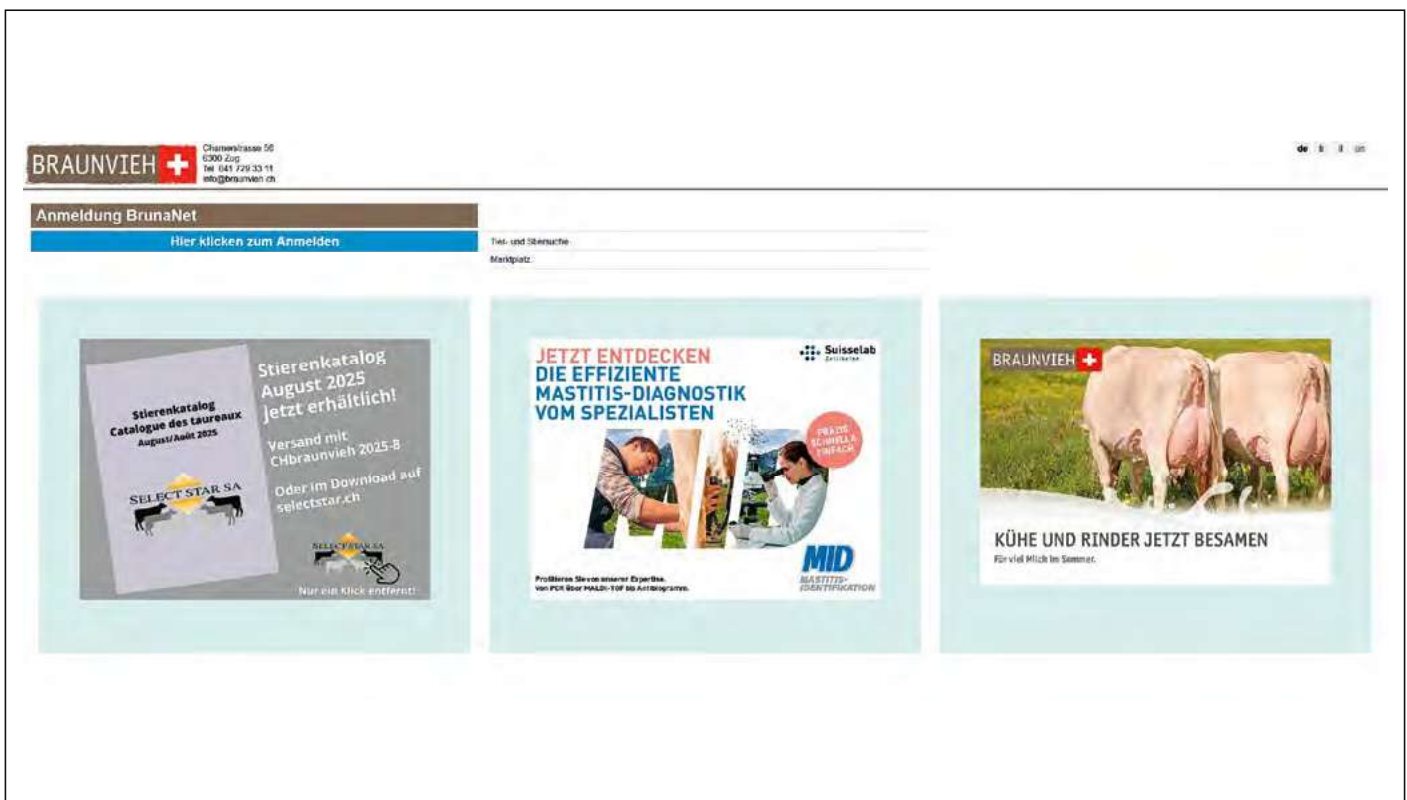 BRAUNVIEH
Chamerstrasse 56
6300 Zug
Tel 041 729 33 11
info@braunvieh.ch
de fr it en
Anmeldung BrunaNet
Hier klicken zum Anmelden
Tier- und Stiersuche
Marktplatz
Stierenkatalog
Catalogue des taureaux
August/Août 2025
SELECT STAR SA
Stierenkatalog
August 2025
Jetzt erhältlich!
Versand mit
CHbraunvieh 2025-8
Oder im Download auf
selectstar.ch
SELECT STAR SA
Nur ein Klick entfernt!
JETZT ENTDECKEN
DIE EFFIZIENTE
MASTITIS-DIAGNOSTIK
VOM SPEZIALISTEN
Suisselab
Zollikofen
PRÄZIS
SCHNELL &
EINFACH
Profitieren Sie von unserer Expertise.
Von PCR über MALDI-TOF bis Antibiogramm.
MID
MASTITIS-
IDENTIFIKATION
BRAUNVIEH
KÜHE UND RINDER JETZT BESAMEN
Für viel Milch im Sommer.